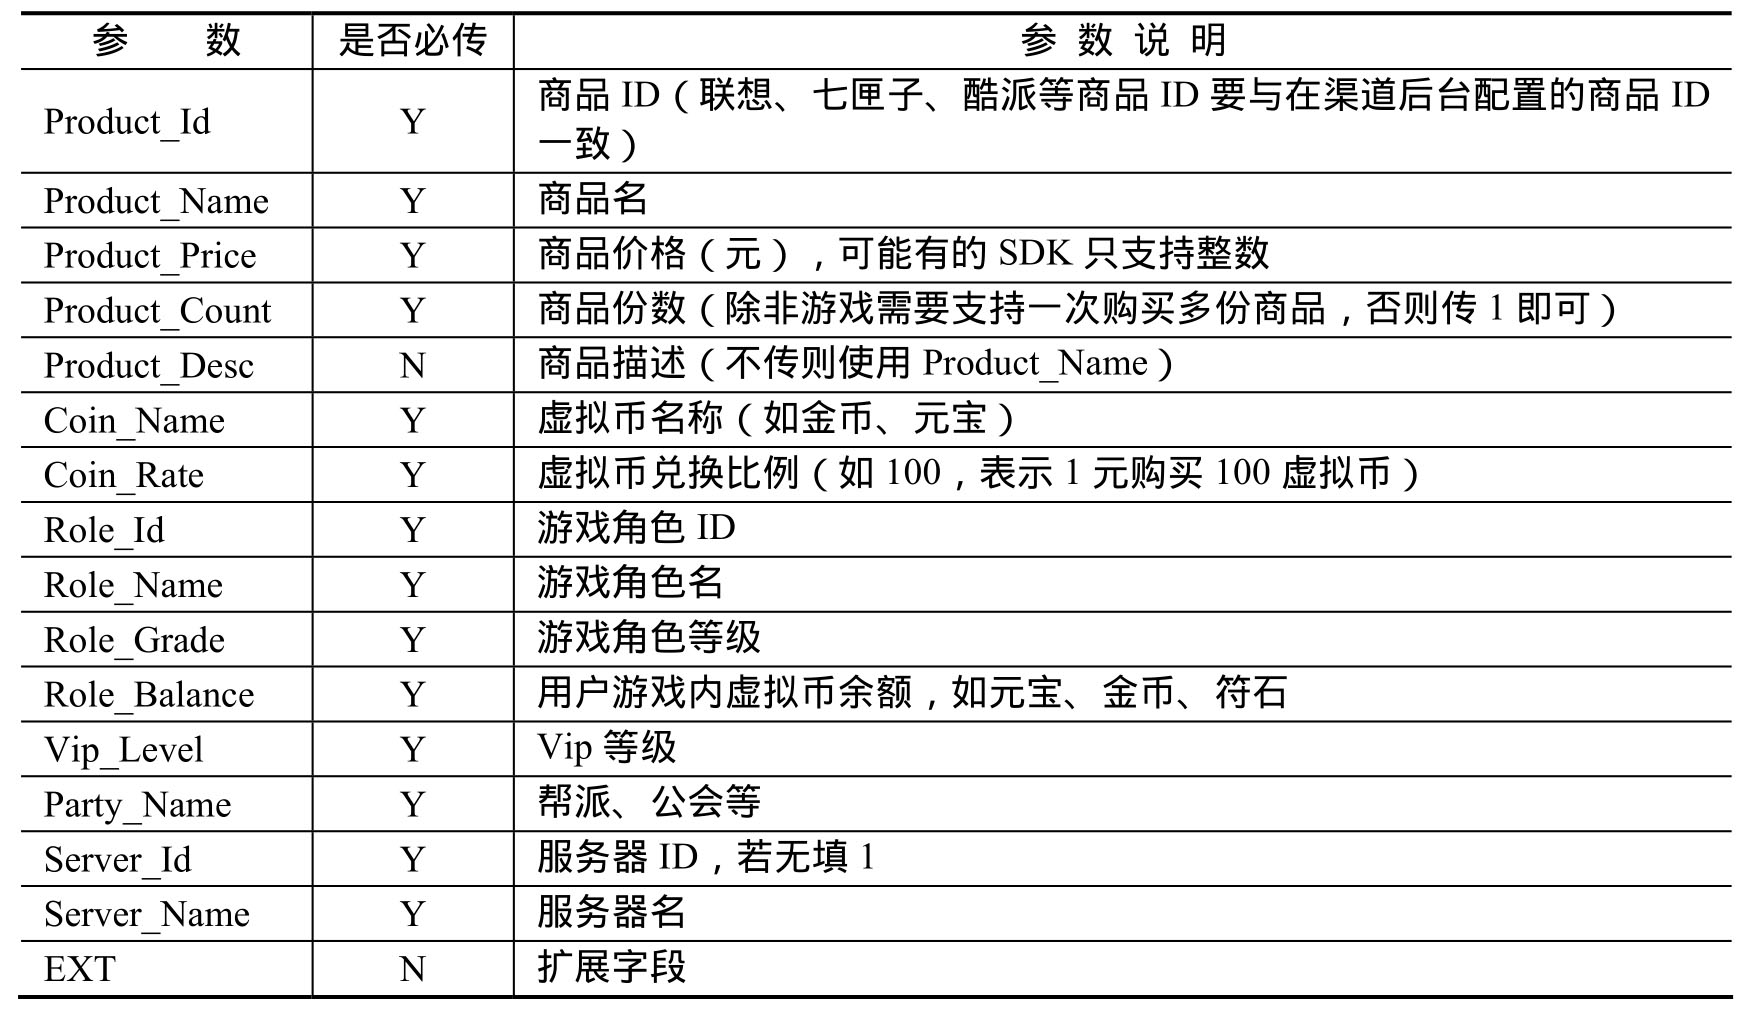 参 数 是否必传 参 数 说 明
Product_Id Y 商品 ID（联想、七匣子、酷派等商品 ID 要与在渠道后台配置的商品 ID
一致）
Product_Name Y 商品名
Product_Price Y 商品价格（元），可能有的 SDK 只支持整数
Product_Count Y 商品份数（除非游戏需要支持一次购买多份商品，否则传 1 即可）
Product_Desc N 商品描述（不传则使用 Product_Name）
Coin_Name Y 虚拟币名称（如金币、元宝）
Coin_Rate Y 虚拟币兑换比例（如 100，表示 1 元购买 100 虚拟币）
Role_Id Y 游戏角色 ID
Role_Name Y 游戏角色名
Role_Grade Y 游戏角色等级
Role_Balance Y 用户游戏内虚拟币余额，如元宝、金币、符石
Vip_Level Y Vip 等级
Party_Name Y 帮派、公会等
Server_Id Y 服务器 ID，若无填 1
Server_Name Y 服务器名
EXT N 扩展字段